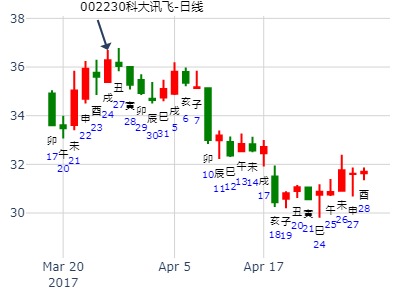 002230科大讯飞-日线
38
36
34
32
30
卯
17
午
20
未
21
申
22
酉
23
戌
24
丑
27
寅
28
卯
29
辰
30
巳
31
午
5
亥
6
子
7
卯
10
辰
11
巳
12
午
13
未
14
戌
17
亥
18
子
19
丑
20
寅
21
巳
24
午
25
未
26
申
27
酉
28
Mar 20
2017
Apr 5
Apr 17